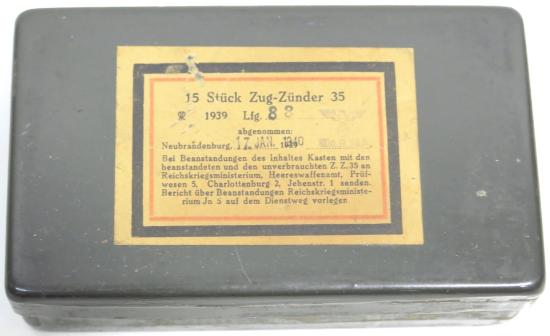 15 Stück Zug-Zünder 35
1939 Lfg. 88
abgenommen:
Neubrandenburg, 17. JAN. 1940 1939
Bei Beanstandungen des Inhaltes Kasten mit den
beanstandeten und den unverbrauchten Z.Z.35 an
Reichskriegsministerium, Heereswaffenamt, Prüf-
wesen 5, Charlottenburg 2, Jebenstr. 1 senden.
Bericht über Beanstandungen Reichskriegsministe-
rium Jn 5 auf dem Dienstweg vorlegen